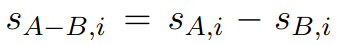 s_{A−B,i} = s_{A,i} − s_{B,i}